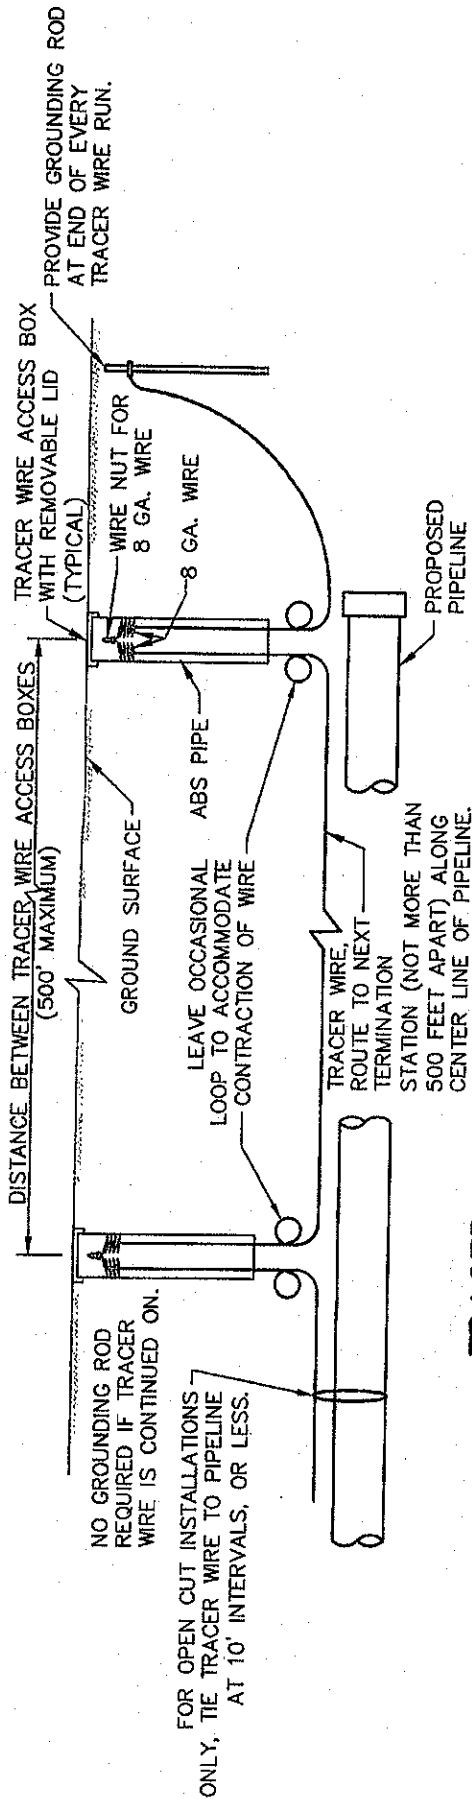 DISTANCE BETWEEN TRACER WIRE ACCESS BOXES
(500' MAXIMUM)
TRACER WIRE ACCESS BOX
WITH REMOVABLE LID
(TYPICAL)
PROVIDE GROUNDING ROD
AT END OF EVERY
TRACER WIRE RUN.
GROUND SURFACE
WIRE NUT FOR
8 GA. WIRE
8 GA. WIRE
ABS PIPE
NO GROUNDING ROD
REQUIRED IF TRACER
WIRE IS CONTINUED ON.
LEAVE OCCASIONAL
LOOP TO ACCOMMODATE
CONTRACTION OF WIRE
FOR OPEN CUT INSTALLATIONS
ONLY, TIE TRACER WIRE TO PIPELINE
AT 10' INTERVALS, OR LESS.
TRACER WIRE,
ROUTE TO NEXT
TERMINATION
STATION (NOT MORE THAN
500 FEET APART) ALONG
CENTER LINE OF PIPELINE.
PROPOSED
PIPELINE